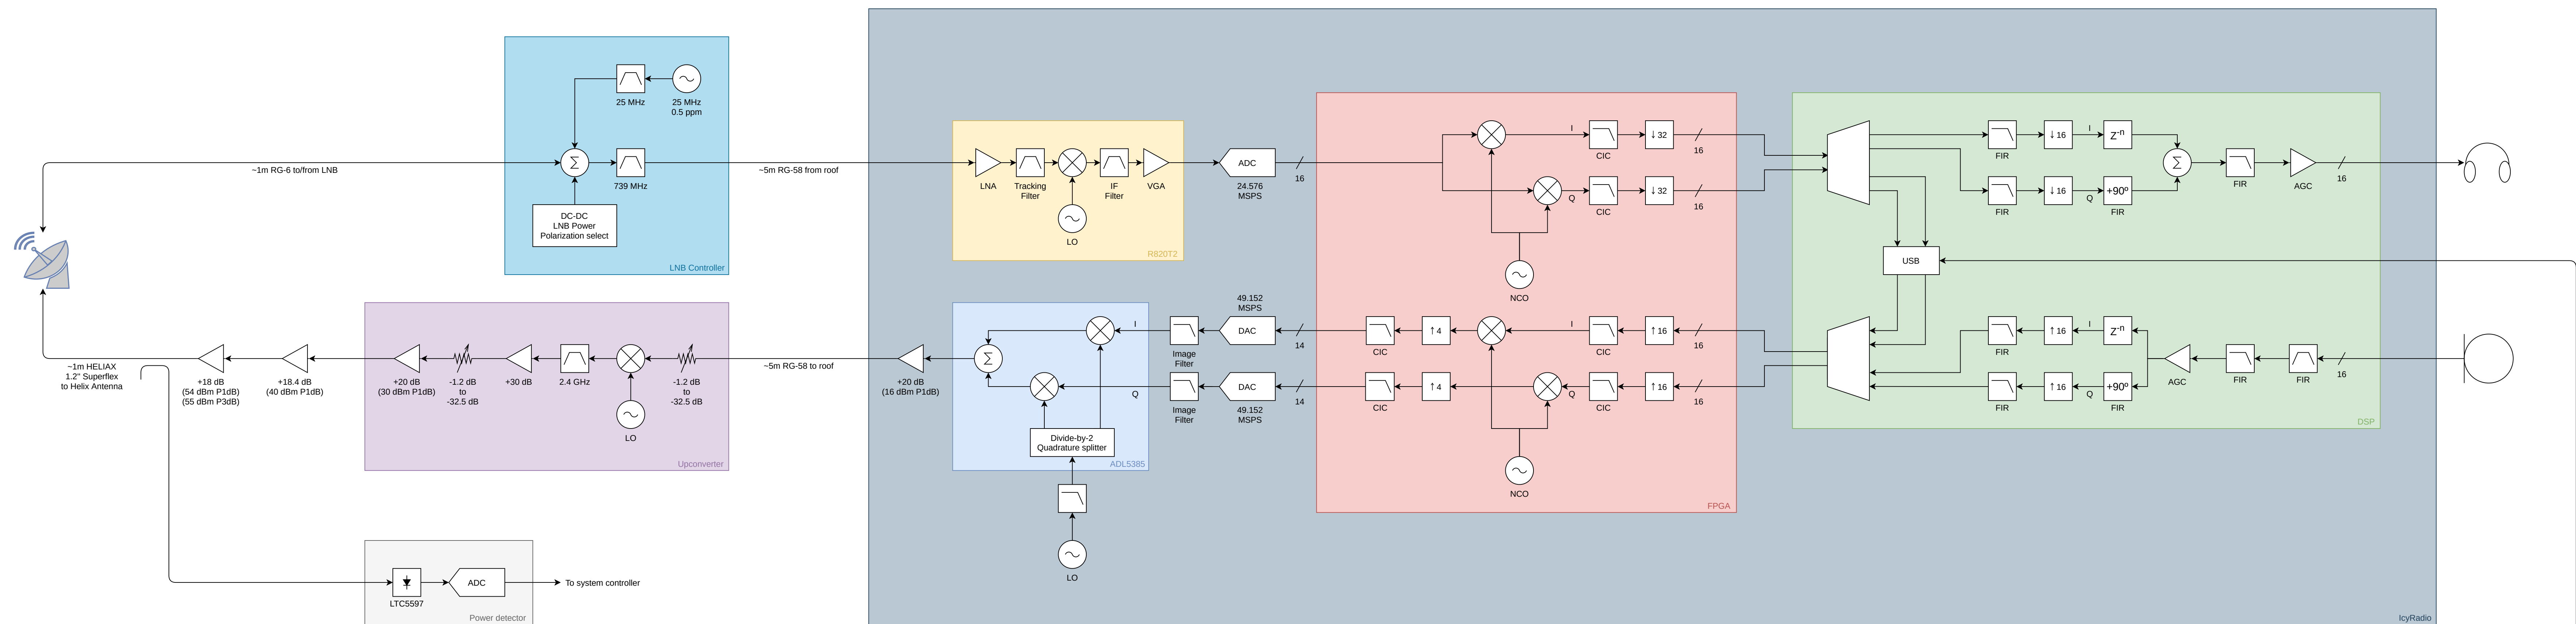 25 MHz
25 MHz
0.5 ppm
~1m RG-6 to/from LNB
Σ
739 MHz
DC-DC
LNB Power
Polarization select
LNB Controller
~5m RG-58 from roof
LNA
Tracking
Filter
IF
Filter
VGA
LO
R820T2
ADC
24.576
MSPS
16
I
CIC
↓ 32
16
Q
CIC
↓ 32
16
NCO
FIR
↓ 16
I
Z-n
FIR
↓ 16
Q
+90º
FIR
Σ
FIR
AGC
16
USB
~1m HELIAX
1.2" Superflex
to Helix Antenna
+18 dB
(54 dBm P1dB)
(55 dBm P3dB)
+18.4 dB
(40 dBm P1dB)
+20 dB
(30 dBm P1dB)
-1.2 dB
to
-32.5 dB
+30 dB
2.4 GHz
LO
-1.2 dB
to
-32.5 dB
Upconverter
~5m RG-58 to roof
+20 dB
(16 dBm P1dB)
Σ
I
Q
Divide-by-2
Quadrature splitter
ADL5385
LO
Image
Filter
Image
Filter
49.152
MSPS
DAC
14
DAC
49.152
MSPS
14
CIC
↑ 4
I
CIC
↑ 16
16
CIC
↑ 4
Q
CIC
↑ 16
16
NCO
FPGA
FIR
↑ 16
I
Z-n
FIR
↑ 16
Q
+90º
FIR
AGC
FIR
FIR
16
DSP
LTC5597
ADC
To system controller
Power detector
IcyRadio